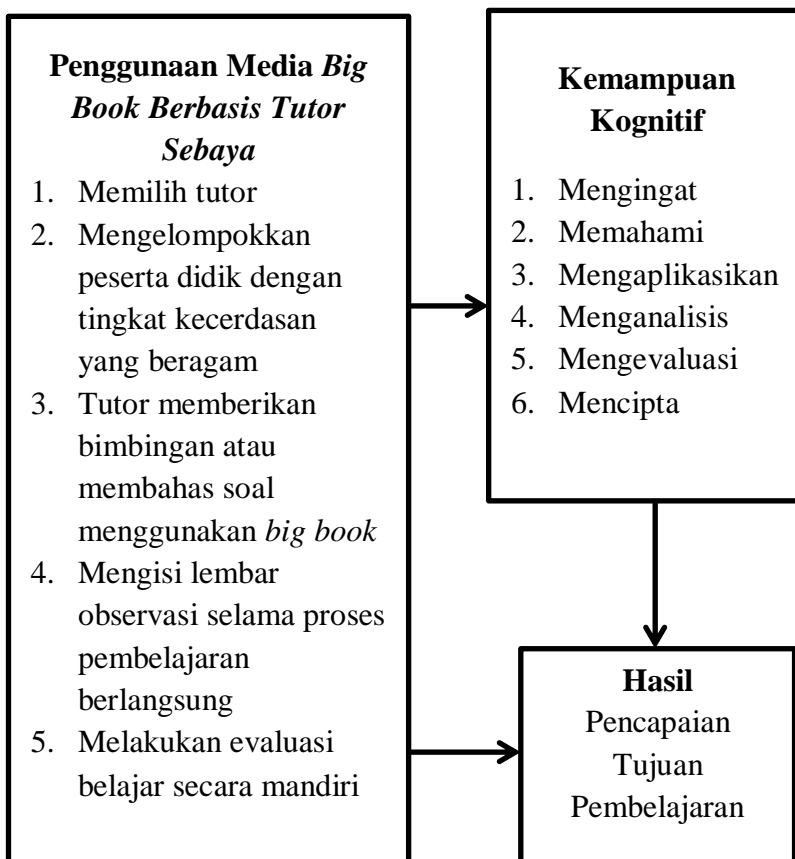 Penggunaan Media Big
Book Berbasis Tutor
Sebaya
1. Memilih tutor
2. Mengelompokkan
peserta didik dengan
tingkat kecerdasan
yang beragam
3. Tutor memberikan
bimbingan atau
membahas soal
menggunakan big book
4. Mengisi lembar
observasi selama proses
pembelajaran
berlangsung
5. Melakukan evaluasi
belajar secara mandiri
Kemampuan
Kognitif
1. Mengingat
2. Memahami
3. Mengaplikasikan
4. Menganalisis
5. Mengevaluasi
6. Mencipta
Hasil
Pencapaian
Tujuan
Pembelajaran